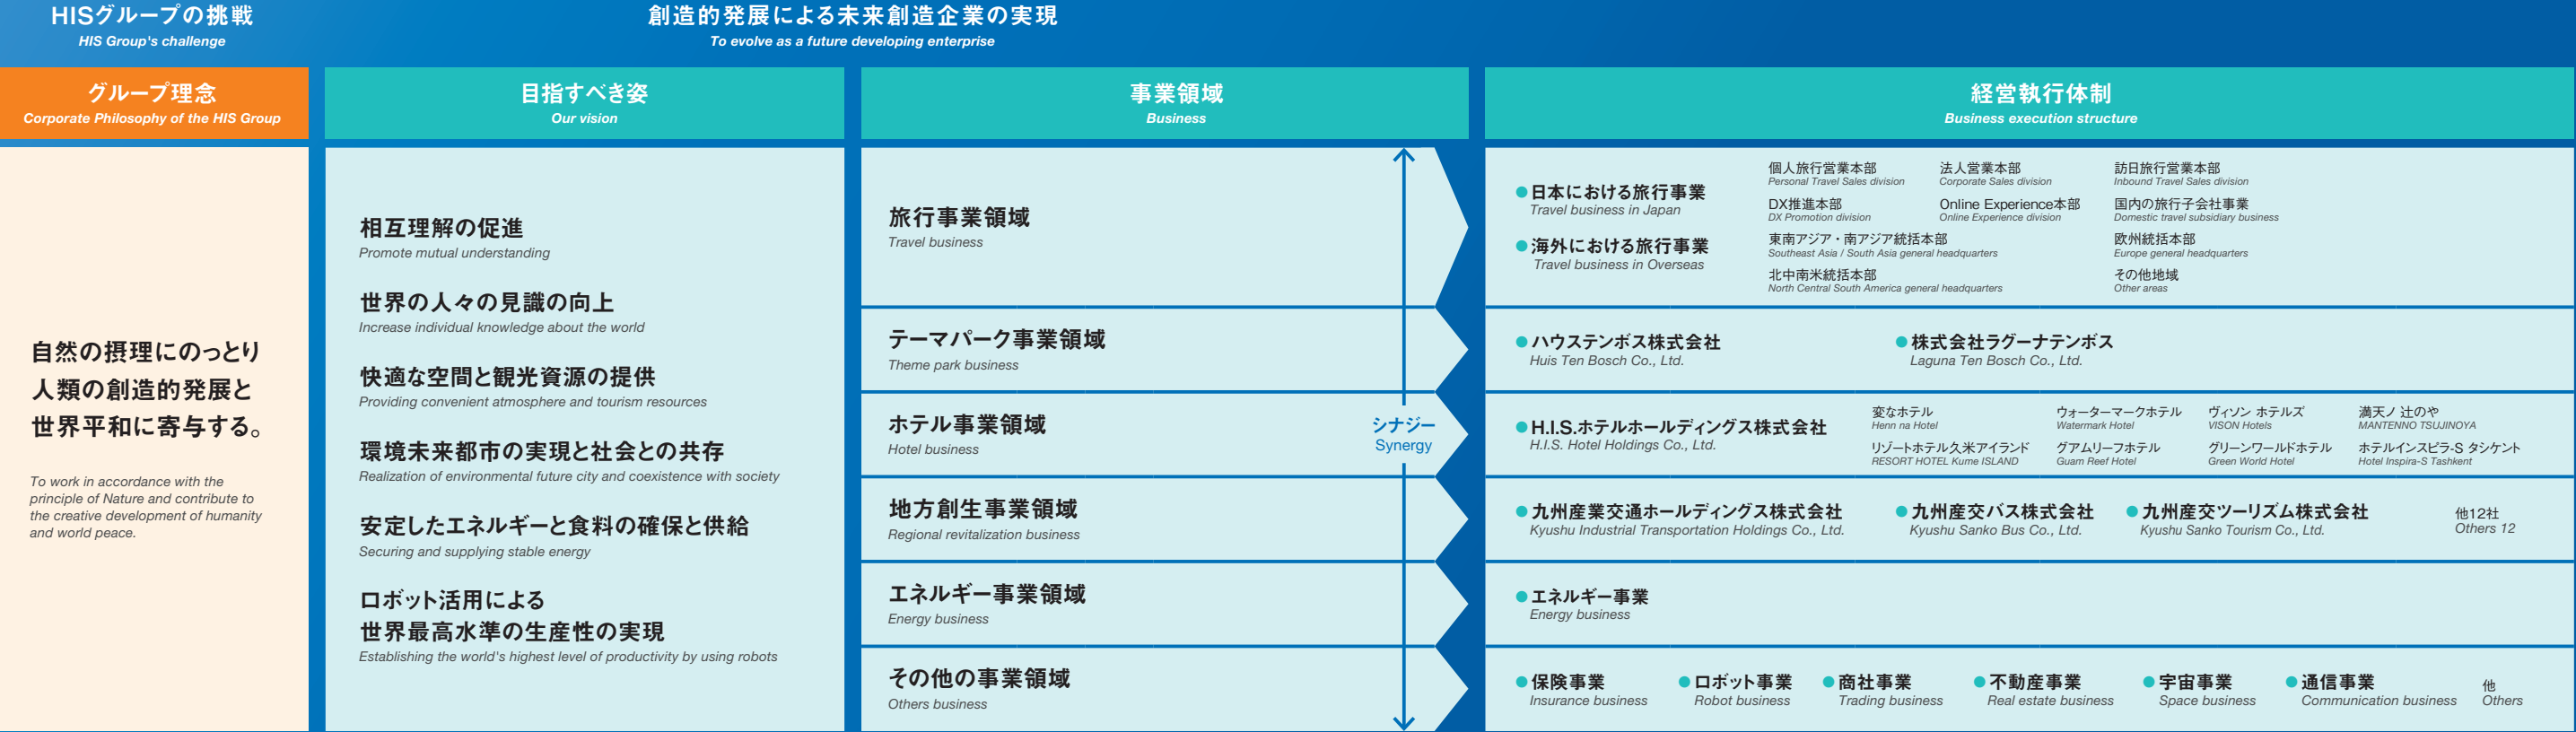 HISグループの挑戦
HIS Group's challenge
創造的発展による未来創造企業の実現
To evolve as a future developing enterprise
グループ理念
Corporate Philosophy of the HIS Group
自然の摂理にのっとり
人類の創造的発展と
世界平和に寄与する。
To work in accordance with the
principle of Nature and contribute to
the creative development of humanity
and world peace.
目指すべき姿
Our vision
相互理解の促進
Promote mutual understanding
世界の人々の見識の向上
Increase individual knowledge about the world
快適な空間と観光資源の提供
Providing convenient atmosphere and tourism resources
環境未来都市の実現と社会との共存
Realization of environmental future city and coexistence with society
安定したエネルギーと食料の確保と供給
Securing and supplying stable energy
ロボット活用による
世界最高水準の生産性の実現
Establishing the world's highest level of productivity by using robots
事業領域
Business
旅行事業領域
Travel business
テーマパーク事業領域
Theme park business
ホテル事業領域
Hotel business
地方創生事業領域
Regional revitalization business
エネルギー事業領域
Energy business
その他の事業領域
Others business
シナジー
Synergy
経営執行体制
Business execution structure
●日本における旅行事業
Travel business in Japan
●海外における旅行事業
Travel business in Overseas
個人旅行営業本部 法人営業本部 訪日旅行営業本部
Personal Travel Sales division Corporate Sales division Inbound Travel Sales division
DX推進本部 Online Experience本部 国内の旅行子会社事業
DX Promotion division Online Experience division Domestic travel subsidiary business
東南アジア・南アジア統括本部 欧州統括本部
Southeast Asia / South Asia general headquarters Europe general headquarters
北中南米統括本部 その他地域
North Central South America general headquarters Other areas
●ハウステンボス株式会社 ●株式会社ラグーナテンボス
Huis Ten Bosch Co., Ltd. Laguna Ten Bosch Co., Ltd.
●H.I.S.ホテルホールディングス株式会社
H.I.S. Hotel Holdings Co., Ltd.
変なホテル ウォーターマークホテル ヴィソン ホテルズ 満天ノ 辻のや
Henn na Hotel Watermark Hotel VISON Hotels MANTENNO TSUJINOYA
リゾートホテル久米アイランド グアムリーフホテル グリーンワールドホテル ホテルインスピラ-S タシケント
RESORT HOTEL Kume ISLAND Guam Reef Hotel Green World Hotel Hotel Inspira-S Tashkent
●九州産業交通ホールディングス株式会社 ●九州産交バス株式会社 ●九州産交ツーリズム株式会社 他12社
Kyushu Industrial Transportation Holdings Co., Ltd. Kyushu Sanko Bus Co., Ltd. Kyushu Sanko Tourism Co., Ltd. Others 12
●エネルギー事業
Energy business
●保険事業 ●ロボット事業 ●商社事業 ●不動産事業 ●宇宙事業 ●通信事業 他
Insurance business Robot business Trading business Real estate business Space business Communication business Others